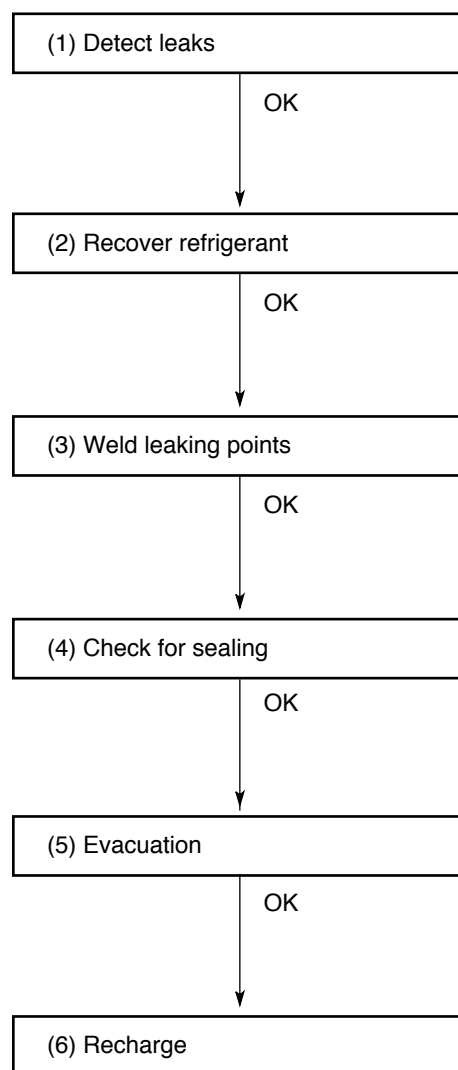 (1) Detect leaks
OK
(2) Recover refrigerant
OK
(3) Weld leaking points
OK
(4) Check for sealing
OK
(5) Evacuation
OK
(6) Recharge